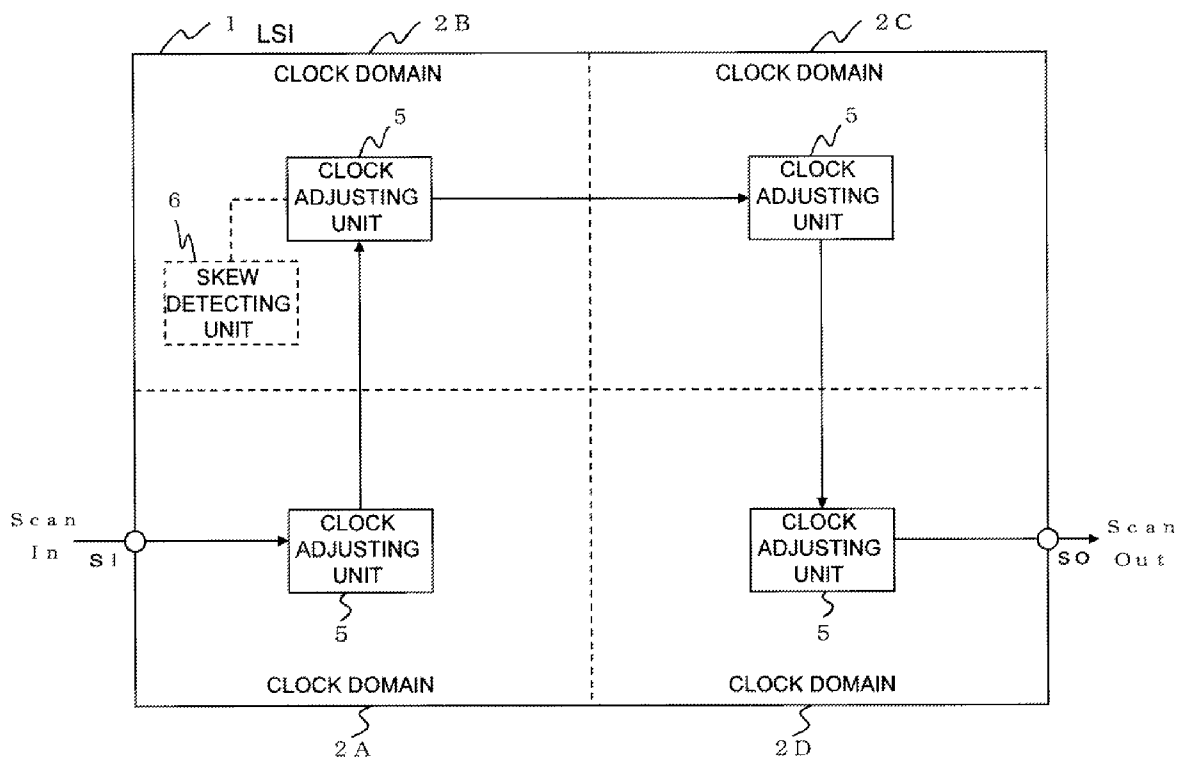 1
LSI
2B
2C
CLOCK DOMAIN
CLOCK DOMAIN
5
5
CLOCK
ADJUSTING
UNIT
CLOCK
ADJUSTING
UNIT
6
SKEW
DETECTING
UNIT
Scan
In
SI
CLOCK
ADJUSTING
UNIT
CLOCK
ADJUSTING
UNIT
SO
Scan
Out
5
5
CLOCK DOMAIN
CLOCK DOMAIN
2A
2D